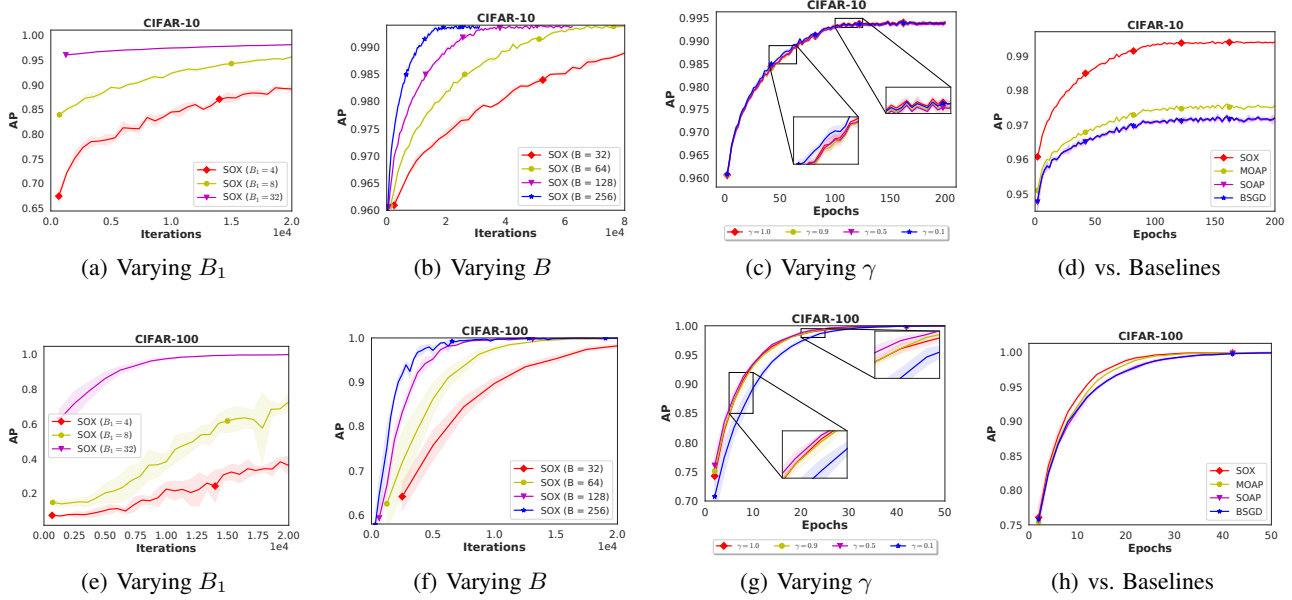 CIFAR-10
1.00
0.95
0.90
0.85
0.80
0.75
0.70
0.65
AP
SOX (B₁ = 4)
SOX (B₁ = 8)
SOX (B₁ = 32)
0.0 0.5 1.0 1.5 2.0
Iterations 1e4
(a) Varying B₁
CIFAR-10
0.990
0.985
0.980
0.975
0.970
0.965
0.960
AP
SOX (B = 32)
SOX (B = 64)
SOX (B = 128)
SOX (B = 256)
0 2 4 6 8
Iterations 1e4
(b) Varying B
CIFAR-10
0.995
0.990
0.985
0.980
0.975
0.970
0.965
0.960
AP
0 25 50 75 100 125 150 175 200
Epochs
γ = 1.0 γ = 0.9 γ = 0.5 γ = 0.1
(c) Varying γ
CIFAR-10
0.99
0.98
0.97
0.96
0.95
AP
SOX
MOAP
SOAP
BSGD
0 50 100 150 200
Epochs
(d) vs. Baselines
CIFAR-100
1.0
0.8
0.6
0.4
0.2
AP
SOX (B₁ = 4)
SOX (B₁ = 8)
SOX (B₁ = 32)
0.00 0.25 0.50 0.75 1.00 1.25 1.50 1.75 2.00
Iterations 1e4
(e) Varying B₁
CIFAR-100
1.0
0.9
0.8
0.7
0.6
AP
SOX (B = 32)
SOX (B = 64)
SOX (B = 128)
SOX (B = 256)
0.0 0.5 1.0 1.5 2.0
Iterations 1e4
(f) Varying B
CIFAR-100
1.00
0.95
0.90
0.85
0.80
0.75
0.70
AP
0 10 20 30 40 50
Epochs
γ = 1.0 γ = 0.9 γ = 0.5 γ = 0.1
(g) Varying γ
CIFAR-100
1.00
0.95
0.90
0.85
0.80
0.75
AP
SOX
MOAP
SOAP
BSGD
0 10 20 30 40 50
Epochs
(h) vs. Baselines